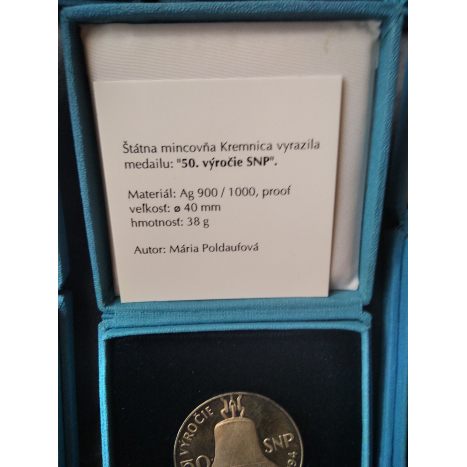 Štátna mincovňa Kremnica vyrazila
medailu: "50. výročie SNP".
Materiál: Ag 900 / 1000, proof
veľkosť: ø 40 mm
hmotnosť: 38 g
Autor: Mária Poldaufová
VÝROČIE
SNP